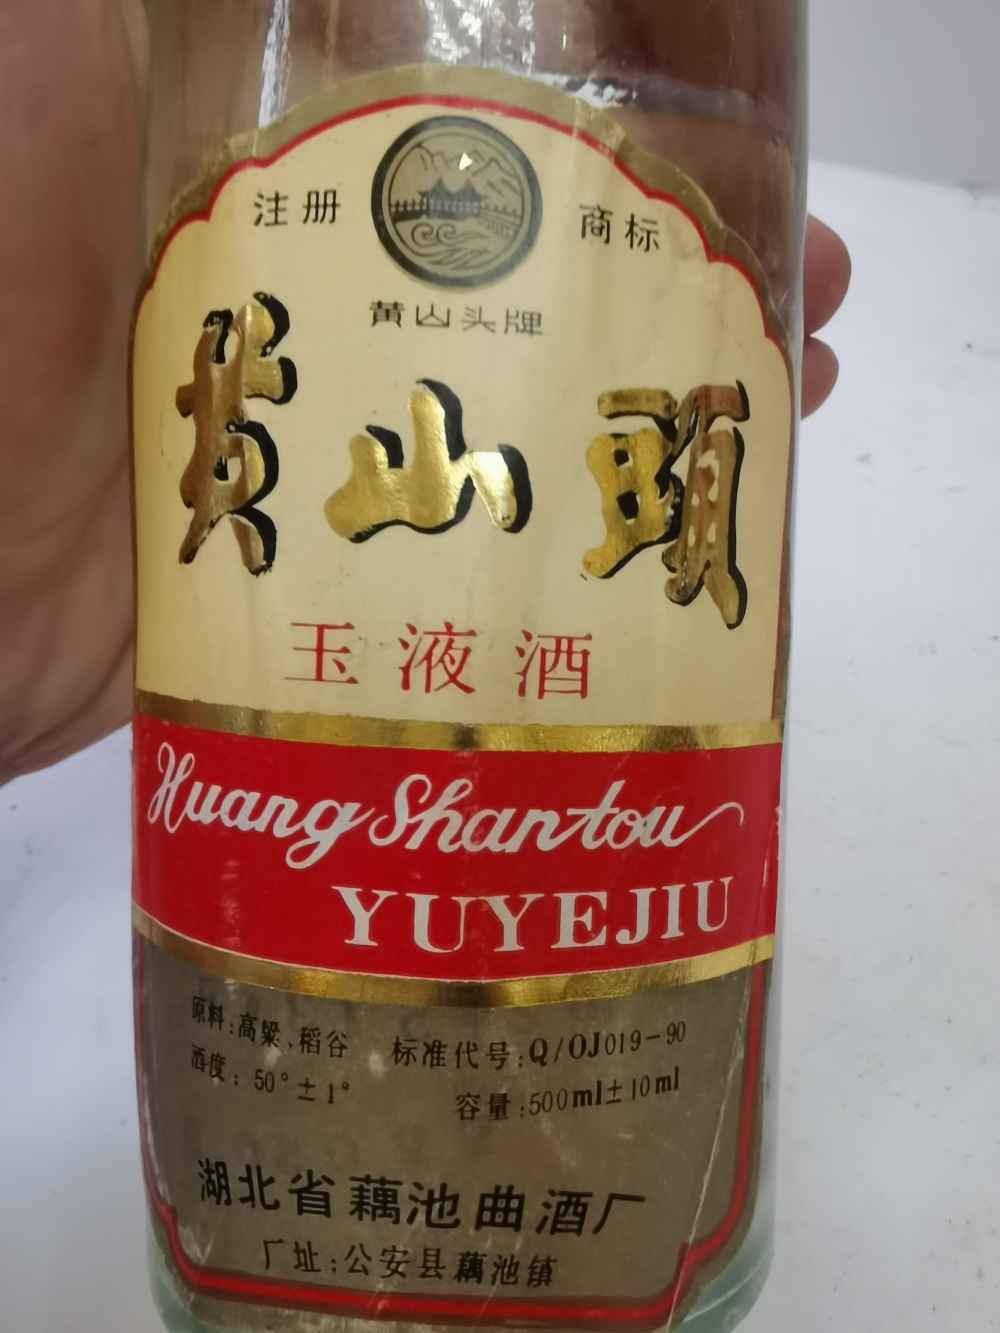 注册 商标
黄山头牌
黄山頭
玉液酒
Huang Shantou
YUYEJIU
原料:高粱、稻谷 标准代号:Q/OJ019-90
酒度:50°±1° 容量:500ml±10ml
湖北省藕池曲酒厂
厂址:公安县藕池镇